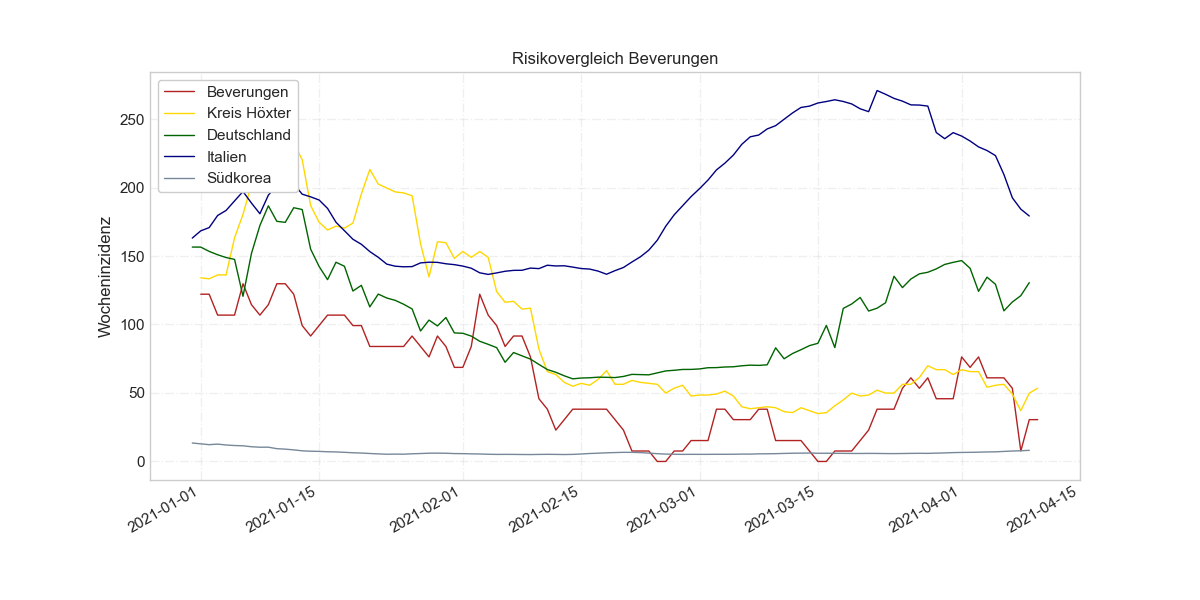 Risikovergleich Beverungen
Wocheninzidenz
250
200
150
100
50
0
Beverungen
Kreis Höxter
Deutschland
Italien
Südkorea
2021-01-01
2021-01-15
2021-02-01
2021-02-15
2021-03-01
2021-03-15
2021-04-01
2021-04-15